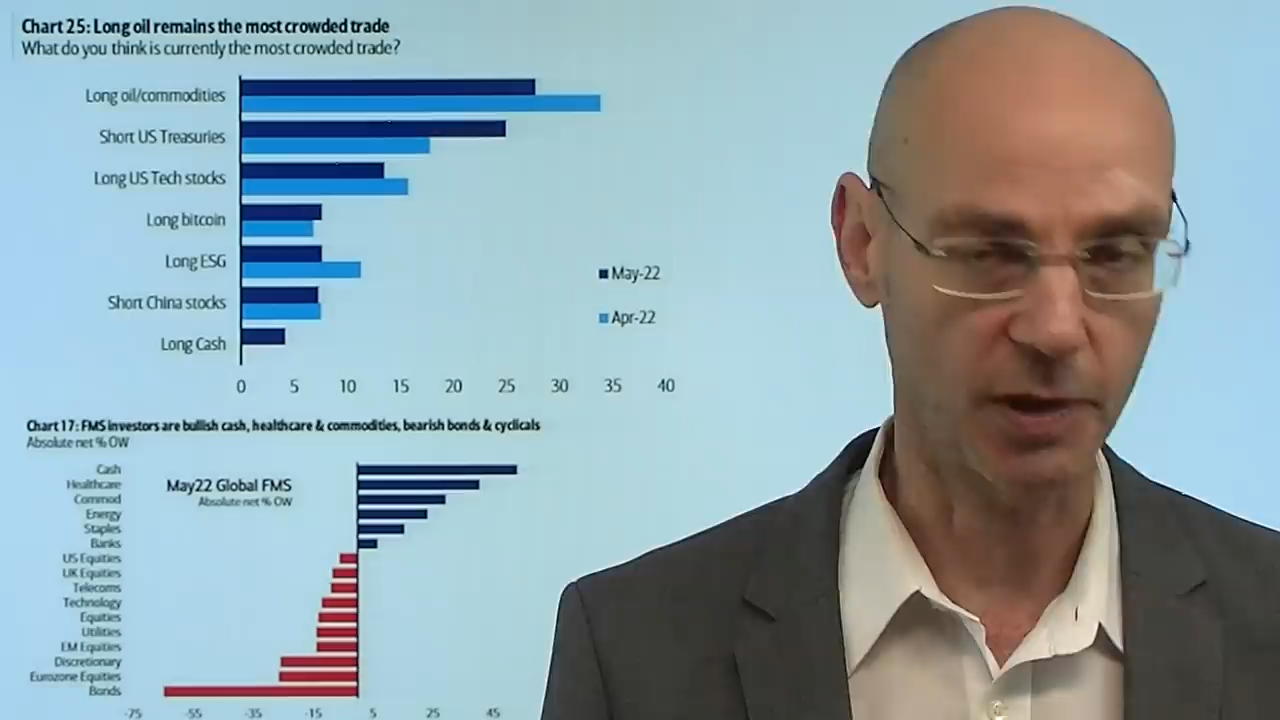 Chart 25: Long oil remains the most crowded trade
What do you think is currently the most crowded trade?
Long oil/commodities
Short US Treasuries
Long US Tech stocks
Long bitcoin
Long ESG
Short China stocks
Long Cash
May-22
Apr-22
0 5 10 15 20 25 30 35 40
Chart 17: FMS investors are bullish cash, healthcare & commodities, bearish bonds & cyclicals
Absolute net % OW
May22 Global FMS
Absolute net % OW
Cash
Healthcare
Commod
Energy
Staples
Banks
US Equities
UK Equities
Telecoms
Technology
Equities
Utilities
EM Equities
Discretionary
Eurozone Equities
Bonds
-75 -55 -35 -15 5 25 45